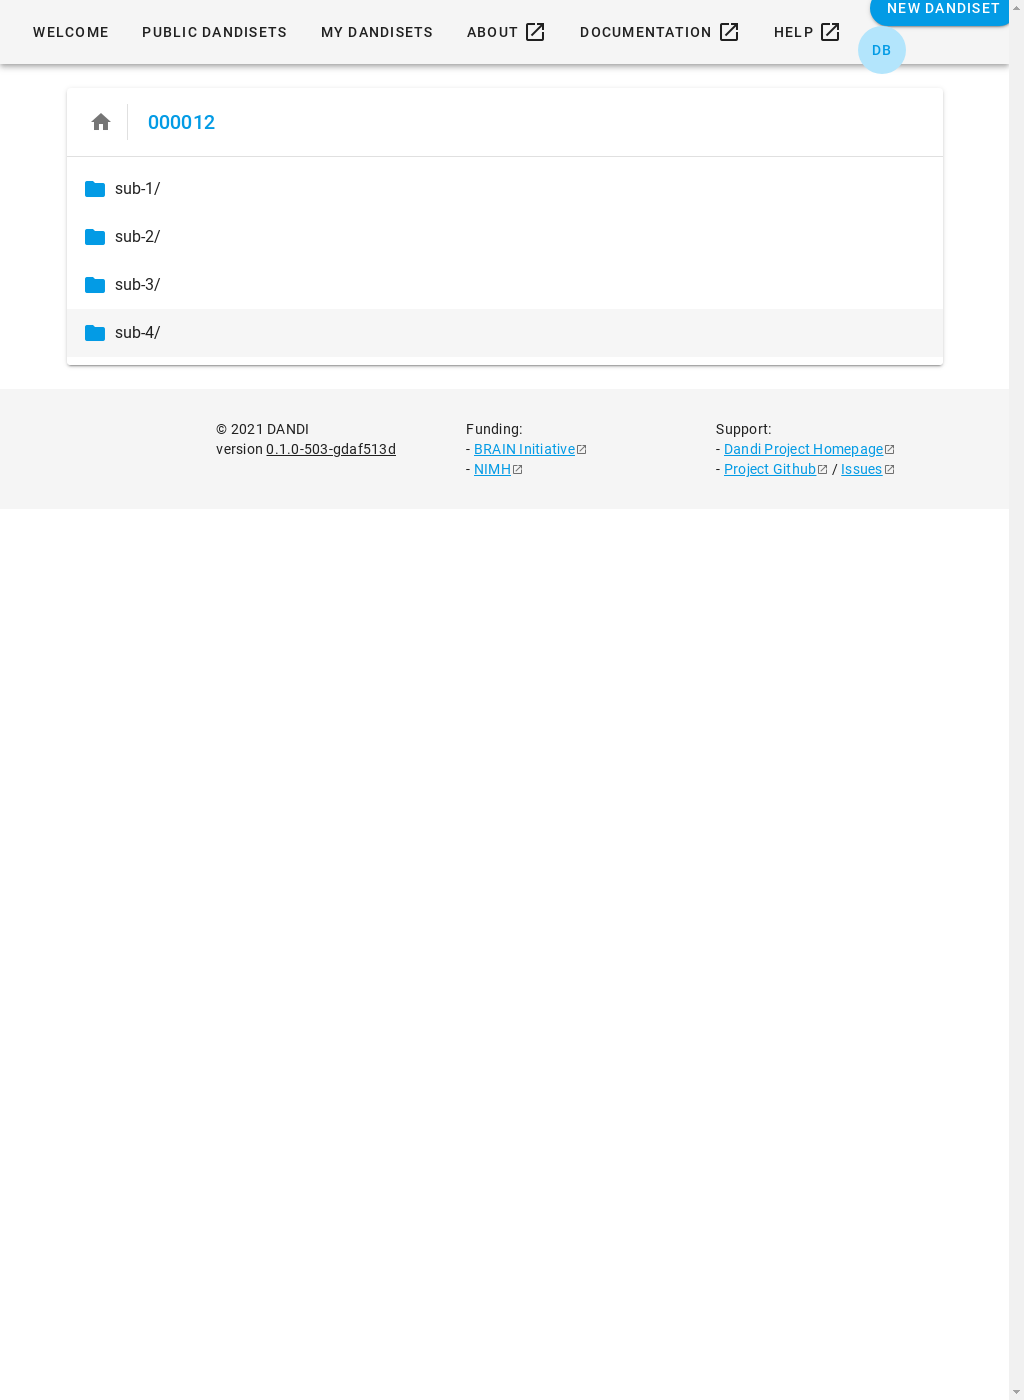 WELCOME PUBLIC DANDISETS MY DANDISETS ABOUT DOCUMENTATION HELP NEW DANDISET
DB
000012
sub-1/
sub-2/
sub-3/
sub-4/
© 2021 DANDI
version 0.1.0-503-gdaf513d
Funding:
- BRAIN Initiative
- NIMH
Support:
- Dandi Project Homepage
- Project Github / Issues